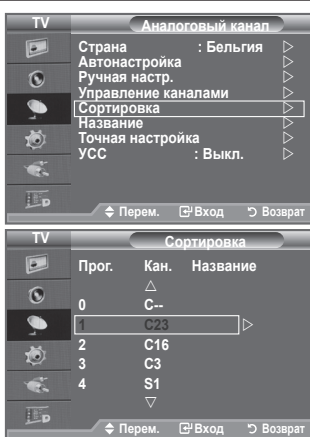 TV Аналоговый канал
Страна : Бельгия
Автонастройка
Ручная настр.
Управление каналами
Сортировка
Название
Точная настройка
УСС : Выкл.
Перем. Вход Возврат
TV Сортировка
Прог. Кан. Название
0 C--
1 C23
2 C16
3 C3
4 S1
Перем. Вход Возврат